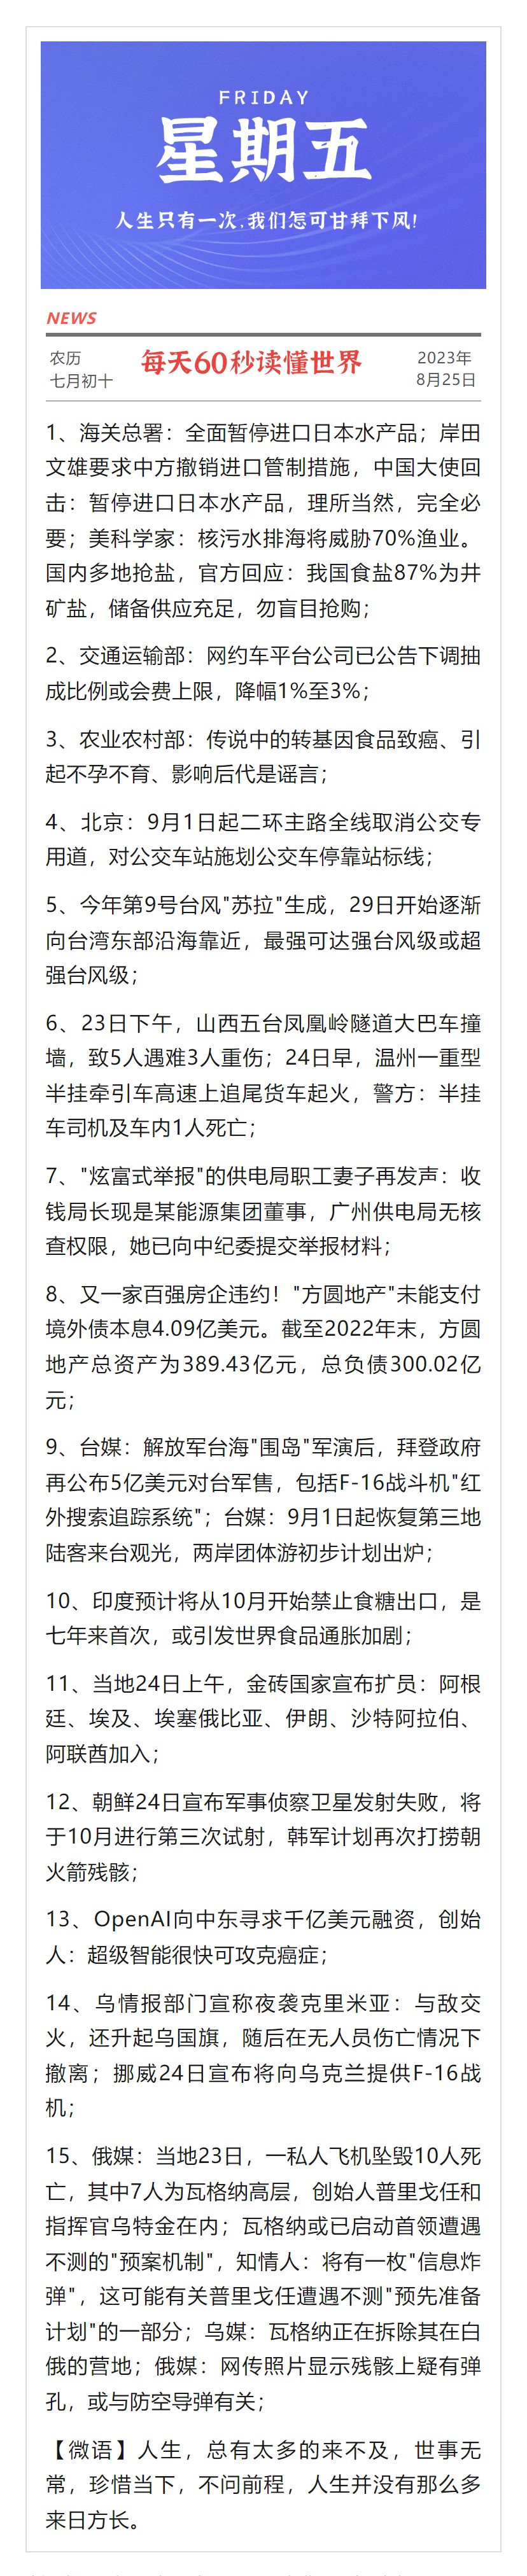 FRIDAY
星期五
人生只有一次,我们怎可甘拜下风!
NEWS
农历
七月初十
每天60秒读懂世界
2023年
8月25日
1、海关总署：全面暂停进口日本水产品；岸田
文雄要求中方撤销进口管制措施，中国大使回
击：暂停进口日本水产品，理所当然，完全必
要；美科学家：核污水排海将威胁70%渔业。
国内多地抢盐，官方回应：我国食盐87%为井
矿盐，储备供应充足，勿盲目抢购；
2、交通运输部：网约车平台公司已公告下调抽
成比例或会费上限，降幅1%至3%；
3、农业农村部：传说中的转基因食品致癌、引
起不孕不育、影响后代是谣言；
4、北京：9月1日起二环主路全线取消公交专
用道，对公交车站施划公交车停靠站标线；
5、今年第9号台风"苏拉"生成，29日开始逐渐
向台湾东部沿海靠近，最强可达强台风级或超
强台风级；
6、23日下午，山西五台凤凰岭隧道大巴车撞
墙，致5人遇难3人重伤；24日早，温州一重型
半挂牵引车高速上追尾货车起火，警方：半挂
车司机及车内1人死亡；
7、"炫富式举报"的供电局职工妻子再发声：收
钱局长现是某能源集团董事，广州供电局无核
查权限，她已向中纪委提交举报材料；
8、又一家百强房企违约！"方圆地产"未能支付
境外债本息4.09亿美元。截至2022年末，方圆
地产总资产为389.43亿元，总负债300.02亿
元；
9、台媒：解放军台海"围岛"军演后，拜登政府
再公布5亿美元对台军售，包括F-16战斗机"红
外搜索追踪系统"；台媒：9月1日起恢复第三地
陆客来台观光，两岸团体游初步计划出炉；
10、印度预计将从10月开始禁止食糖出口，是
七年来首次，或引发世界食品通胀加剧；
11、当地24日上午，金砖国家宣布扩员：阿根
廷、埃及、埃塞俄比亚、伊朗、沙特阿拉伯、
阿联酋加入；
12、朝鲜24日宣布军事侦察卫星发射失败，将
于10月进行第三次试射，韩军计划再次打捞朝
火箭残骸；
13、OpenAI向中东寻求千亿美元融资，创始
人：超级智能很快可攻克癌症；
14、乌情报部门宣称夜袭克里米亚：与敌交
火，还升起乌国旗，随后在无人员伤亡情况下
撤离；挪威24日宣布将向乌克兰提供F-16战
机；
15、俄媒：当地23日，一私人飞机坠毁10人死
亡，其中7人为瓦格纳高层，创始人普里戈任和
指挥官乌特金在内；瓦格纳或已启动首领遭遇
不测的"预案机制"，知情人：将有一枚"信息炸
弹"，这可能有关普里戈任遭遇不测"预先准备
计划"的一部分；乌媒：瓦格纳正在拆除其在白
俄的营地；俄媒：网传照片显示残骸上疑有弹
孔，或与防空导弹有关；
【微语】人生，总有太多的来不及，世事无
常，珍惜当下，不问前程，人生并没有那么多
来日方长。